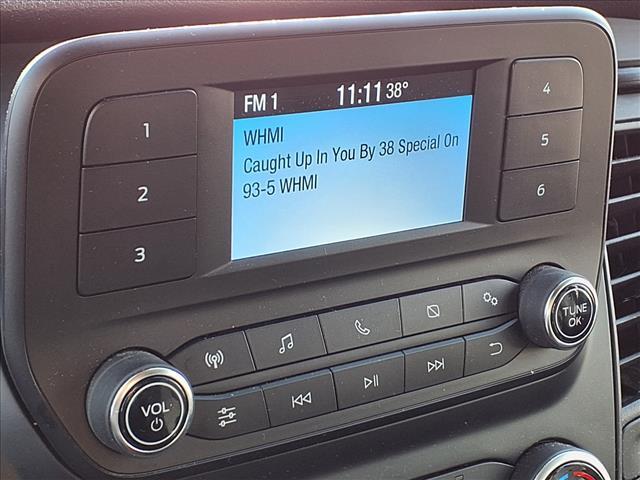 FM 1 11:11 38°
WHMI
Caught Up In You By 38 Special On
93-5 WHMI
1
2
3
4
5
6
VOL
TUNE
OK